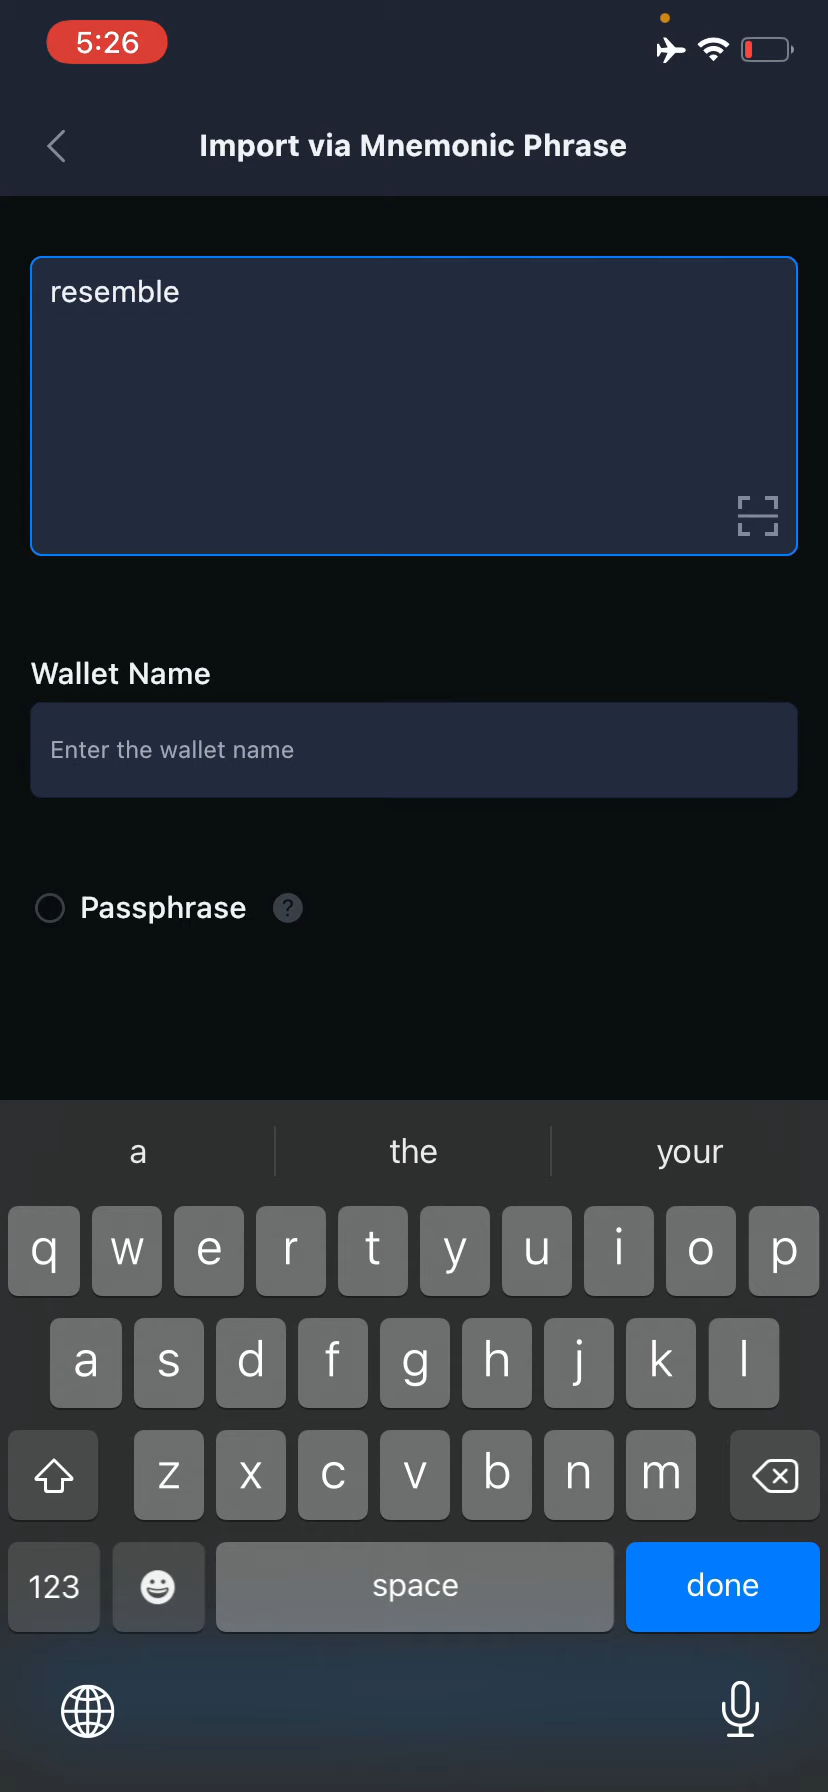 5:26
Import via Mnemonic Phrase
resemble
Wallet Name
Enter the wallet name
Passphrase ?
a the your
q w e r t y u i o p
a s d f g h j k l
z x c v b n m
123 space done